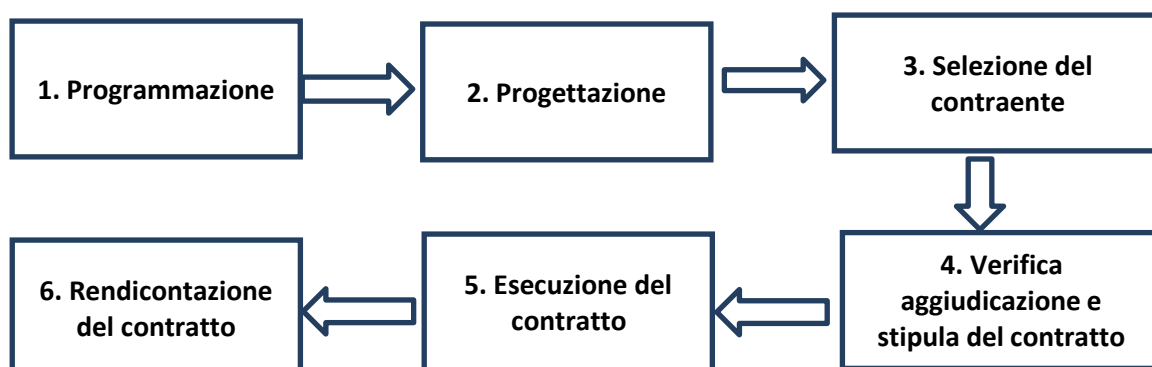 1. Programmazione
2. Progettazione
3. Selezione del
contraente
4. Verifica
aggiudicazione e
stipula del contratto
5. Esecuzione del
contratto
6. Rendicontazione
del contratto